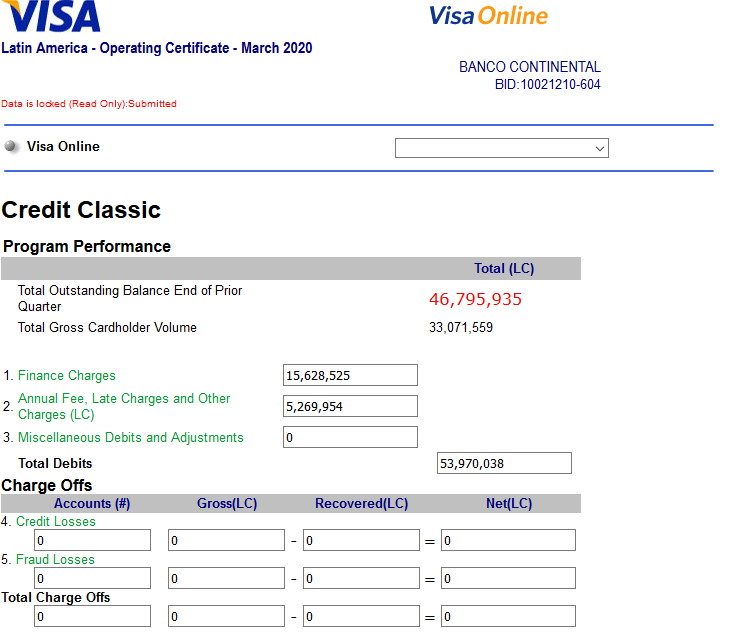 VISA
Visa Online
Latin America - Operating Certificate - March 2020
BANCO CONTINENTAL
BID:10021210-604
Data is locked (Read Only):Submitted
Visa Online
Credit Classic
Program Performance
Total (LC)
Total Outstanding Balance End of Prior
Quarter
46,795,935
Total Gross Cardholder Volume 33,071,559
1. Finance Charges 15,628,525
2. Annual Fee, Late Charges and Other
Charges (LC)
5,269,954
3. Miscellaneous Debits and Adjustments 0
Total Debits 53,970,038
Charge Offs
Accounts (#) Gross(LC) Recovered(LC) Net(LC)
4. Credit Losses
0 0 - 0 = 0
5. Fraud Losses
0 0 - 0 = 0
Total Charge Offs
0 0 - 0 = 0